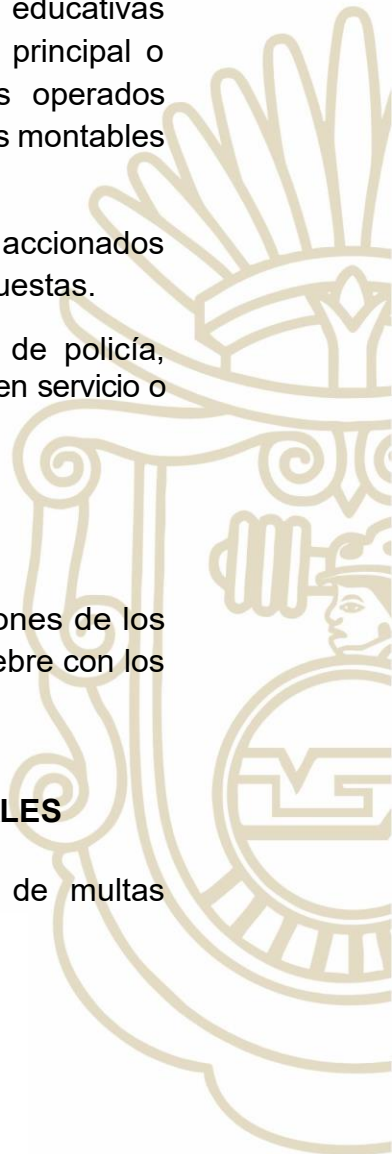 educativas
principal o
s operados
s montables
accionados
uestas.
de policía,
en servicio o
ones de los
ebre con los
LES
de multas